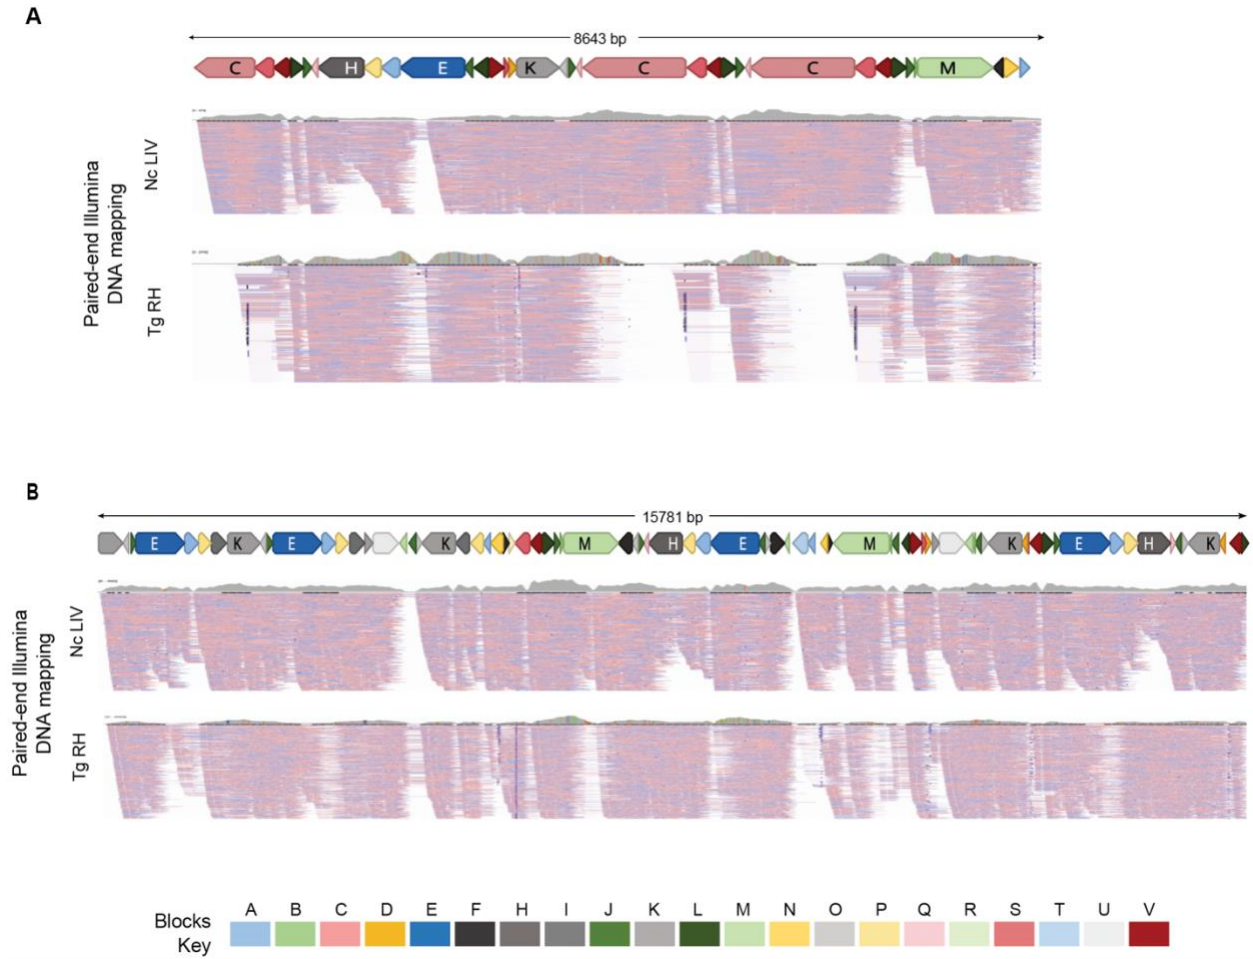 A
8643 bp
C H E K C C M
Nc LIV
Paired-end Illumina
DNA mapping
Tg RH
B
15781 bp
E K E K M H E M K E H K
Nc LIV
Paired-end Illumina
DNA mapping
Tg RH
A B C D E F H I J K L M N O P Q R S T U V
Blocks
Key